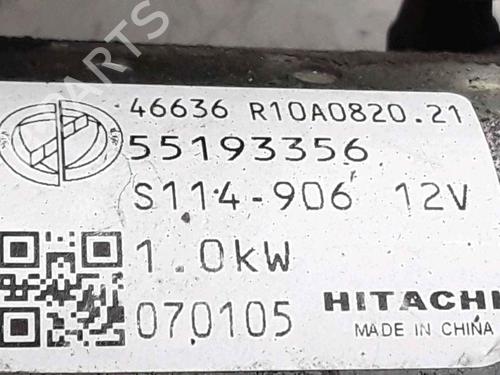 46636 R10A0820.21
55193356
S114-906 12V
1.0kW
070105 HITACHI
MADE IN CHINA